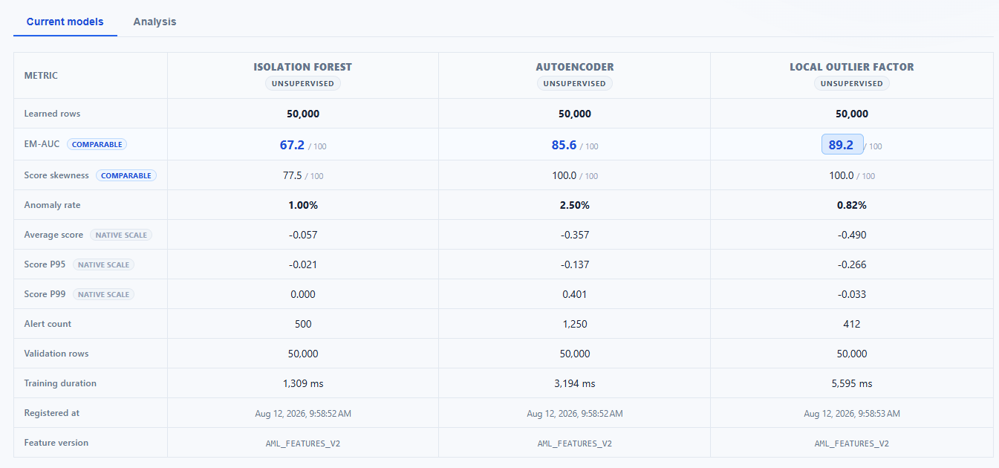 Current models Analysis
METRIC ISOLATION FOREST AUTOENCODER LOCAL OUTLIER FACTOR
UNSUPERVISED UNSUPERVISED UNSUPERVISED
Learned rows 50,000 50,000 50,000
EM-AUC COMPARABLE 67.2 / 100 85.6 / 100 89.2 / 100
Score skewness COMPARABLE 77.5 / 100 100.0 / 100 100.0 / 100
Anomaly rate 1.00% 2.50% 0.82%
Average score NATIVE SCALE -0.057 -0.357 -0.490
Score P95 NATIVE SCALE -0.021 -0.137 -0.266
Score P99 NATIVE SCALE 0.000 0.401 -0.033
Alert count 500 1,250 412
Validation rows 50,000 50,000 50,000
Training duration 1,309 ms 3,194 ms 5,595 ms
Registered at Aug 12, 2026, 9:58:52 AM Aug 12, 2026, 9:58:52 AM Aug 12, 2026, 9:58:53 AM
Feature version AML_FEATURES_V2 AML_FEATURES_V2 AML_FEATURES_V2